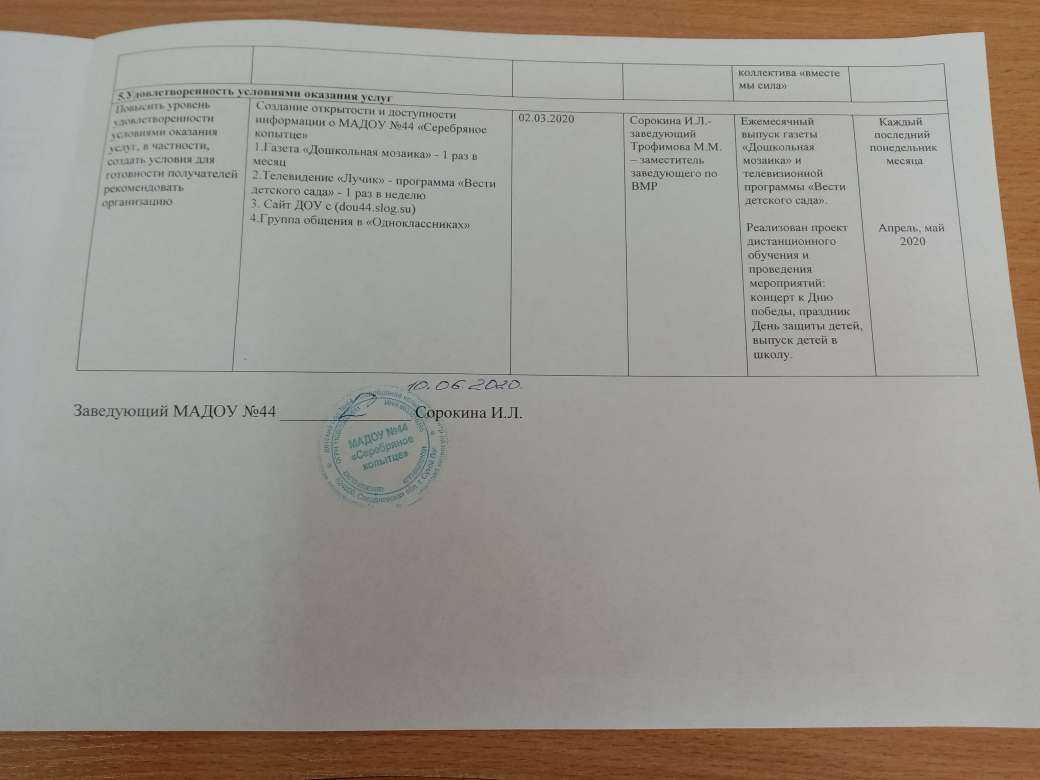 коллектива «вместе
мы сила»
5.Удовлетворенность условиями оказания услуг
Повысить уровень
удовлетворенности
условиями оказания
услуг, в частности,
создать условия для
готовности получателей
рекомендовать
организацию
Создание открытости и доступности
информации о МАДОУ №44 «Серебряное
копытце»
1.Газета «Дошкольная мозаика» - 1 раз в
месяц
2.Телевидение «Лучик» - программа «Вести
детского сада» - 1 раз в неделю
3. Сайт ДОУ с (dou44.slog.su)
4.Группа общения в «Одноклассниках»
02.03.2020
Сорокина И.Л.-
заведующий
Трофимова М.М.
– заместитель
заведующего по
ВМР
Ежемесячный
выпуск газеты
«Дошкольная
мозаика» и
телевизионной
программы «Вести
детского сада».
Реализован проект
дистанционного
обучения и
проведения
мероприятий:
концерт к Дню
победы, праздник
День защиты детей,
выпуск детей в
школу.
Каждый
последний
понедельник
месяца
Апрель, май
2020
10.06.2020
Заведующий МАДОУ №44 Сорокина И.Л.
МАДОУ №44
«Серебряное
копытце»